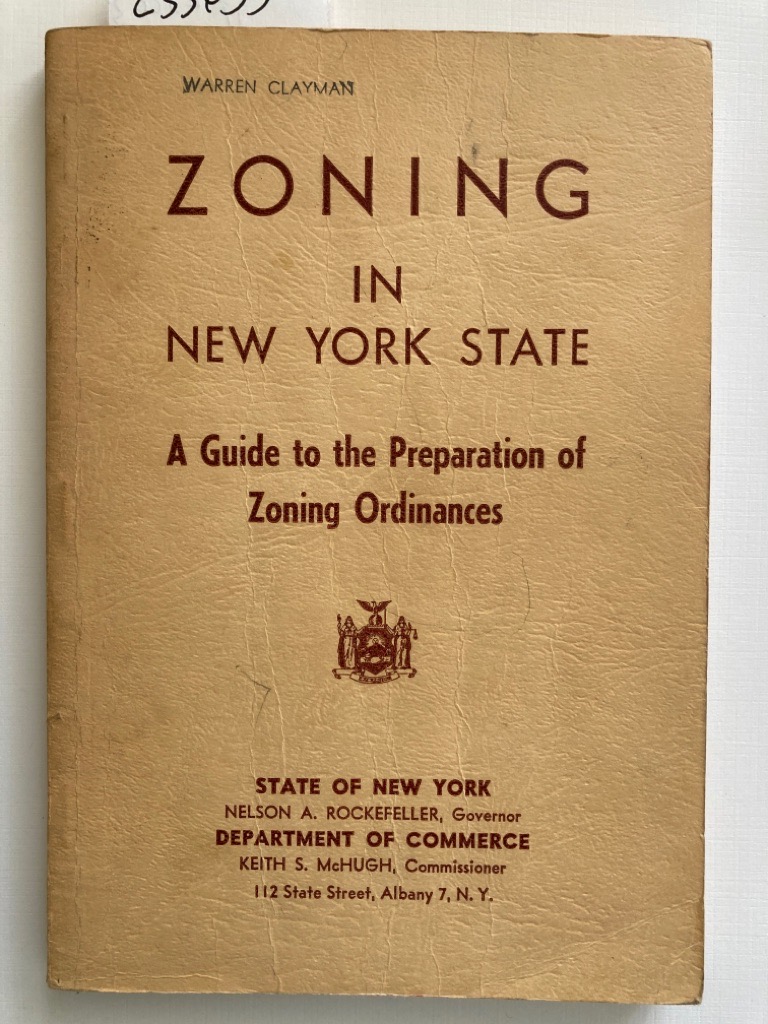 WARREN CLAYMAN
ZONING
IN
NEW YORK STATE
A Guide to the Preparation of
Zoning Ordinances
STATE OF NEW YORK
NELSON A. ROCKEFELLER, Governor
DEPARTMENT OF COMMERCE
KEITH S. McHUGH, Commissioner
112 State Street, Albany 7, N. Y.